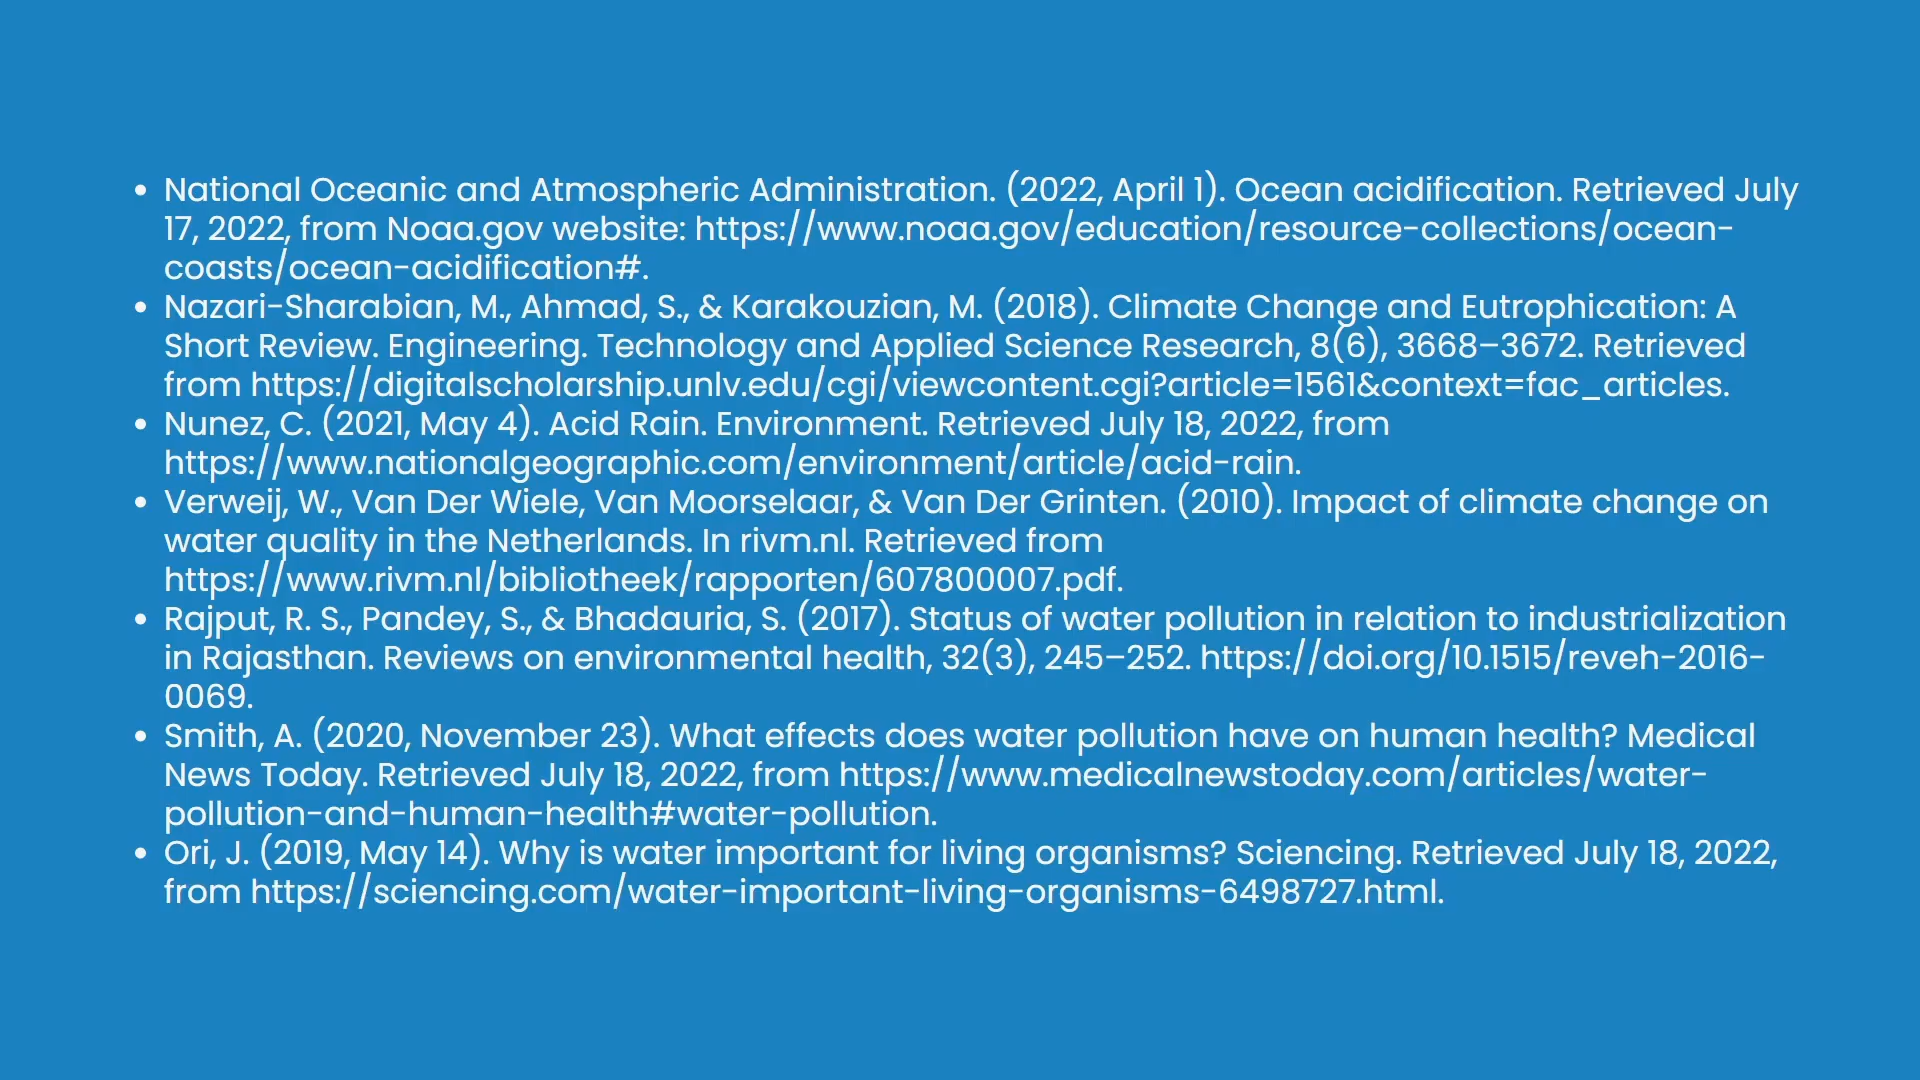 • National Oceanic and Atmospheric Administration. (2022, April 1). Ocean acidification. Retrieved July
17, 2022, from Noaa.gov website: https://www.noaa.gov/education/resource-collections/ocean-
coasts/ocean-acidification#.
• Nazari-Sharabian, M., Ahmad, S., & Karakouzian, M. (2018). Climate Change and Eutrophication: A
Short Review. Engineering. Technology and Applied Science Research, 8(6), 3668–3672. Retrieved
from https://digitalscholarship.unlv.edu/cgi/viewcontent.cgi?article=1561&context=fac_articles.
• Nunez, C. (2021, May 4). Acid Rain. Environment. Retrieved July 18, 2022, from
https://www.nationalgeographic.com/environment/article/acid-rain.
• Verweij, W., Van Der Wiele, Van Moorselaar, & Van Der Grinten. (2010). Impact of climate change on
water quality in the Netherlands. In rivm.nl. Retrieved from
https://www.rivm.nl/bibliotheek/rapporten/607800007.pdf.
• Rajput, R. S., Pandey, S., & Bhadauria, S. (2017). Status of water pollution in relation to industrialization
in Rajasthan. Reviews on environmental health, 32(3), 245–252. https://doi.org/10.1515/reveh-2016-
0069.
• Smith, A. (2020, November 23). What effects does water pollution have on human health? Medical
News Today. Retrieved July 18, 2022, from https://www.medicalnewstoday.com/articles/water-
pollution-and-human-health#water-pollution.
• Ori, J. (2019, May 14). Why is water important for living organisms? Sciencing. Retrieved July 18, 2022,
from https://sciencing.com/water-important-living-organisms-6498727.html.